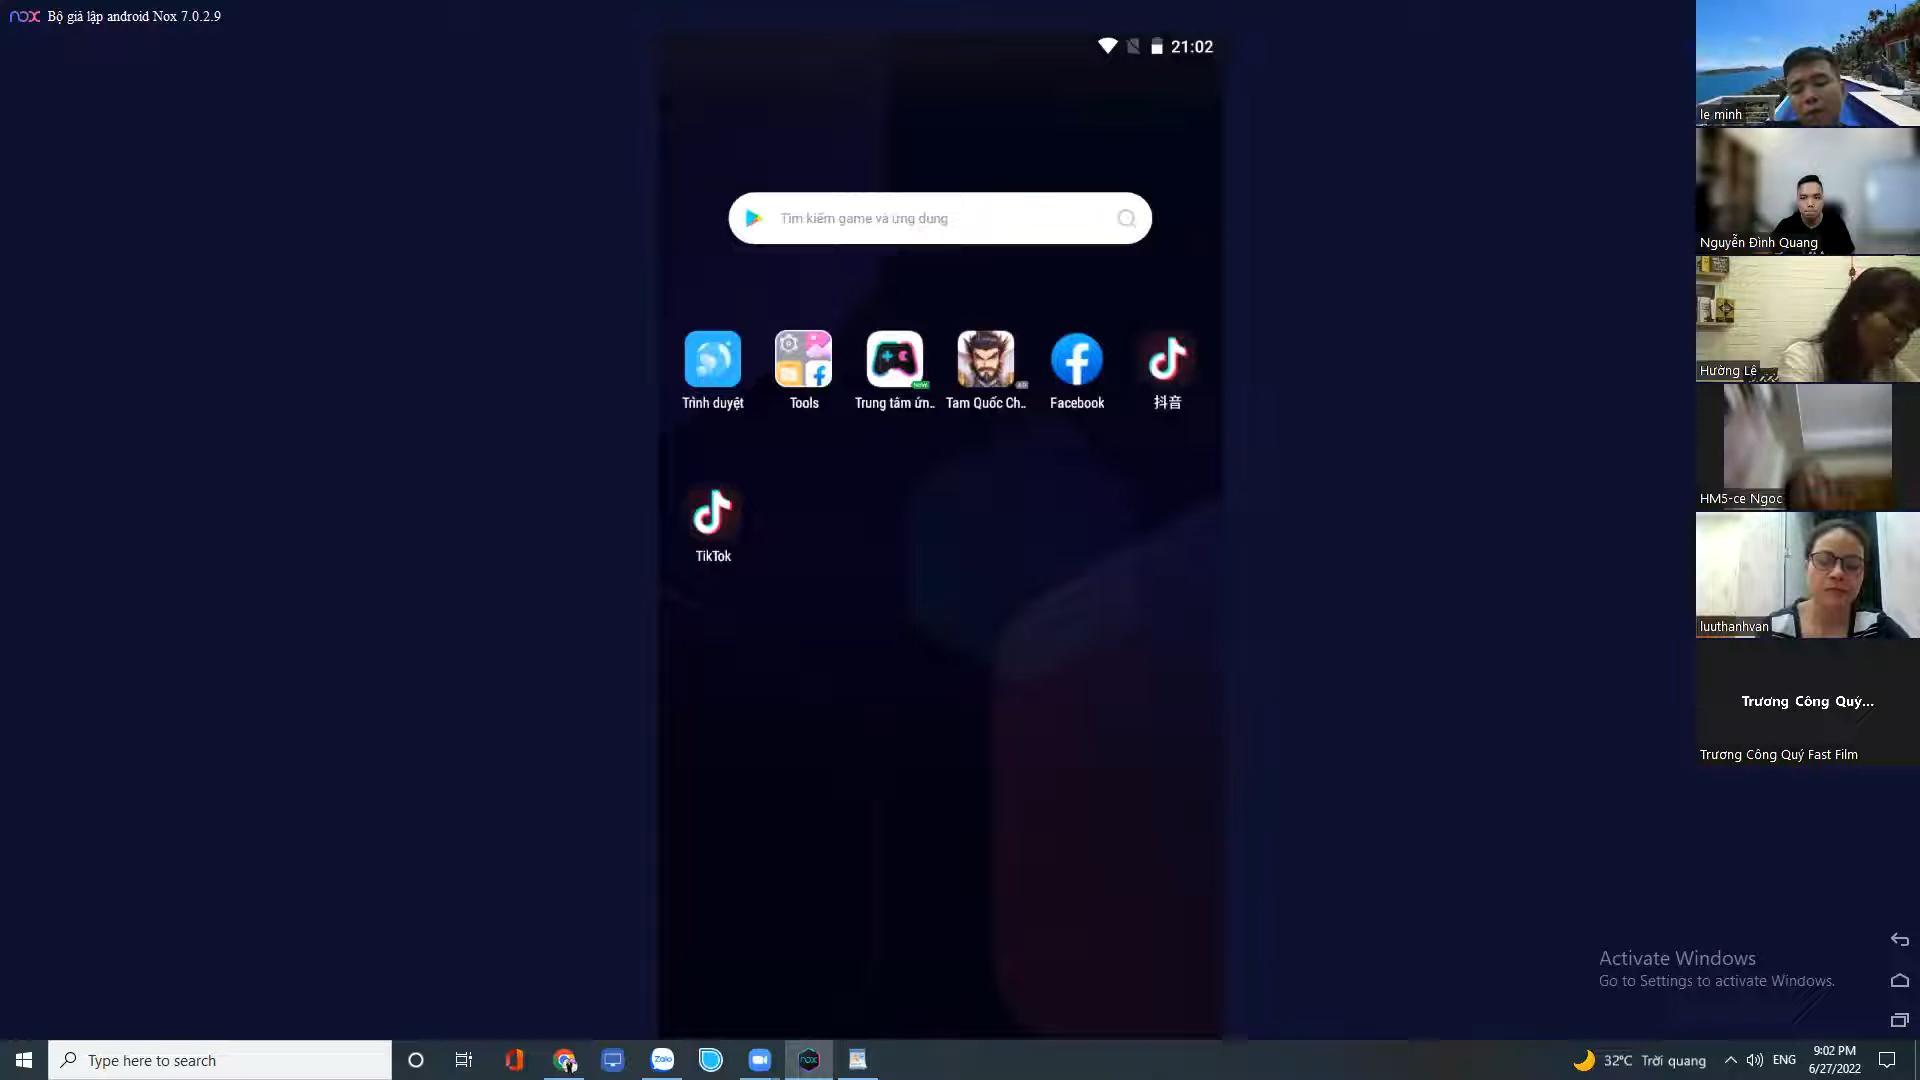 nox Bộ giả lập android Nox 7.0.2.9
21:02
Tìm kiếm game và ứng dụng
Trình duyệt
Tools
Trung tâm ứn..
Tam Quốc Ch..
Facebook
抖音
TikTok
le minh
Nguyễn Đình Quang
Hường Lê
HM5-ce Ngoc
luuthanhvan
Trương Công Quý...
Trương Công Quý Fast Film
Activate Windows
Go to Settings to activate Windows.
Type here to search
Zalo
nox
32°C Trời quang
ENG
9:02 PM
6/27/2022